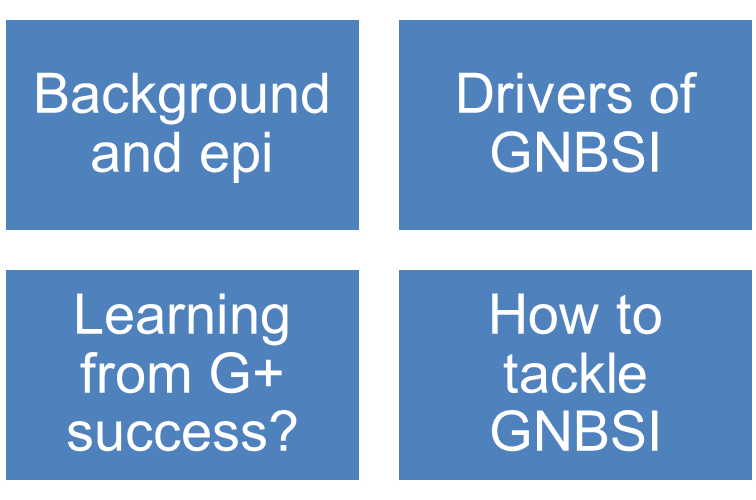 Background
and epi
Drivers of
GNBSI
Learning
from G+
success?
How to
tackle
GNBSI